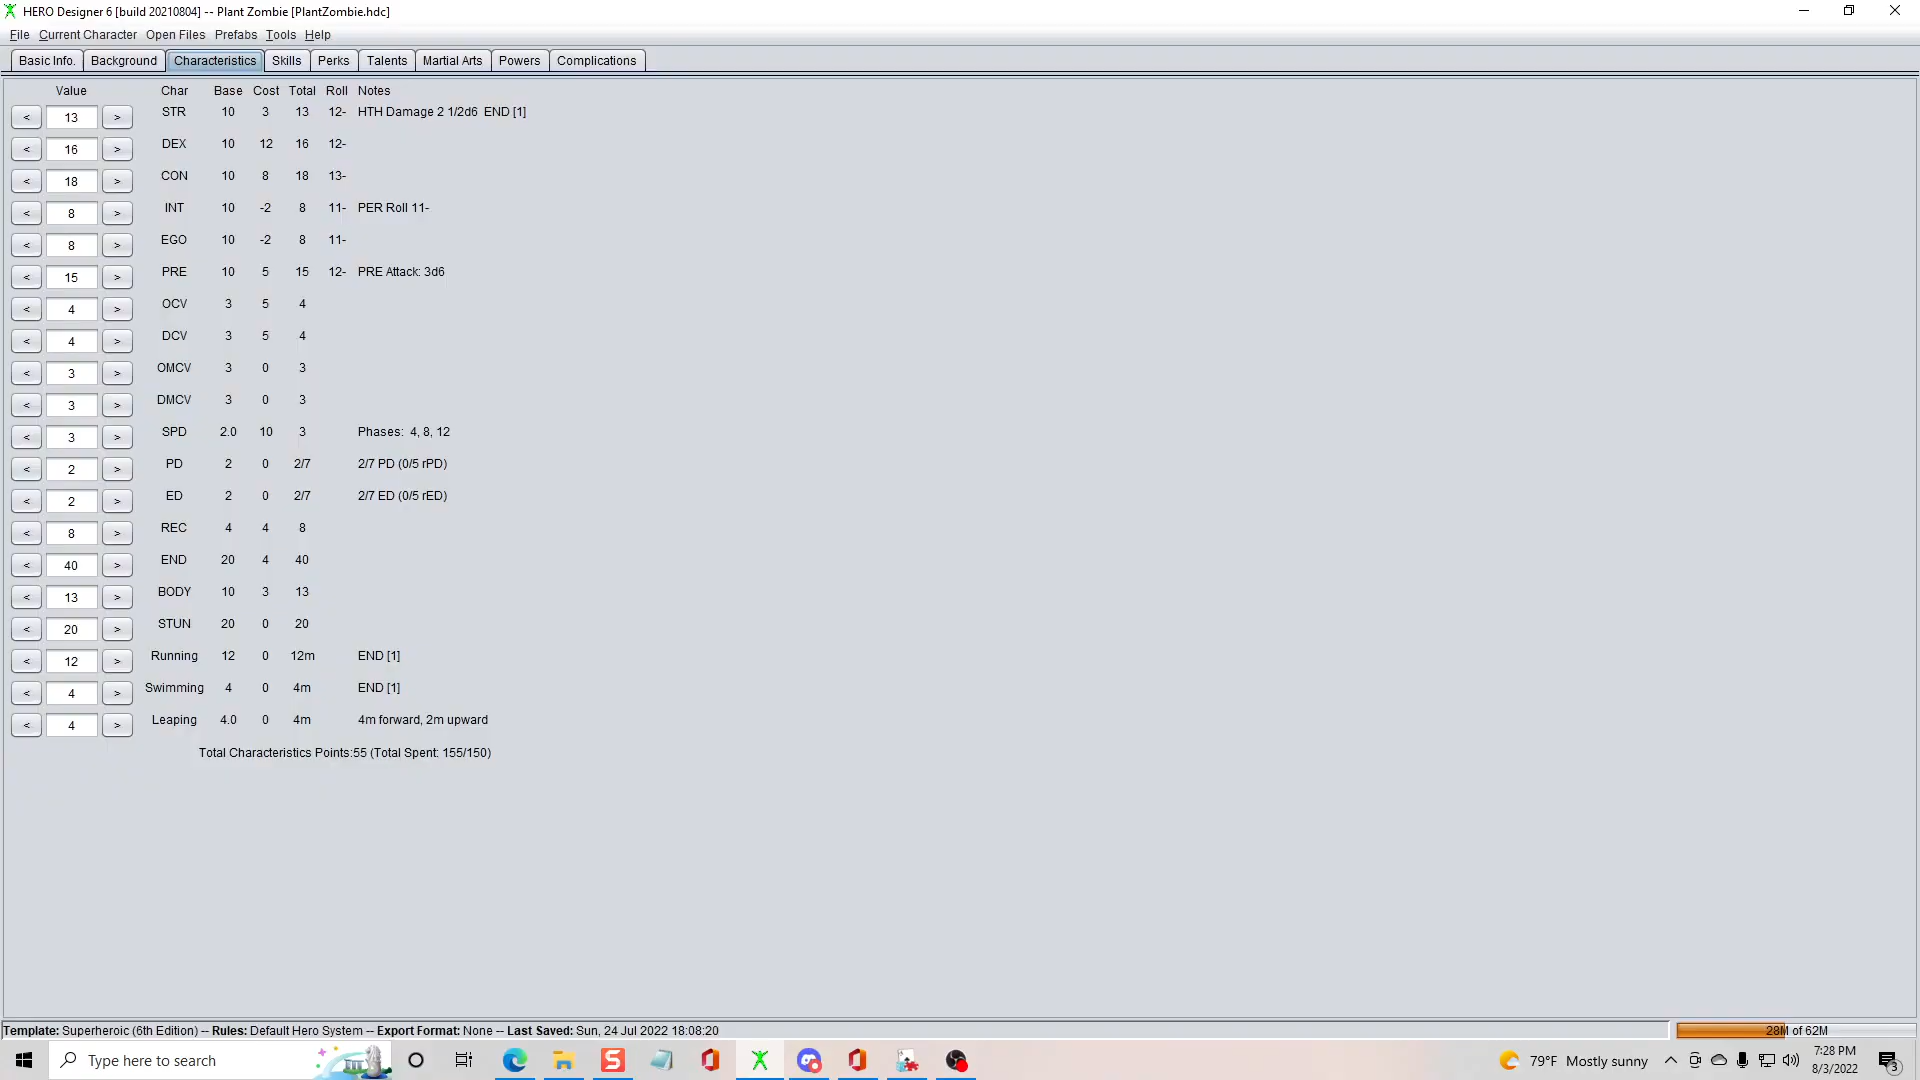 HERO Designer 6 [build 20210804] -- Plant Zombie [PlantZombie.hdc]
File Current Character Open Files Prefabs Tools Help
Basic Info. Background Characteristics Skills Perks Talents Martial Arts Powers Complications
Value Char Base Cost Total Roll Notes
< 13 > STR 10 3 13 12- HTH Damage 2 1/2d6 END [1]
< 16 > DEX 10 12 16 12-
< 18 > CON 10 8 18 13-
< 8 > INT 10 -2 8 11- PER Roll 11-
< 8 > EGO 10 -2 8 11-
< 15 > PRE 10 5 15 12- PRE Attack: 3d6
< 4 > OCV 3 5 4
< 4 > DCV 3 5 4
< 3 > OMCV 3 0 3
< 3 > DMCV 3 0 3
< 3 > SPD 2.0 10 3 Phases: 4, 8, 12
< 2 > PD 2 0 2/7 2/7 PD (0/5 rPD)
< 2 > ED 2 0 2/7 2/7 ED (0/5 rED)
< 8 > REC 4 4 8
< 40 > END 20 4 40
< 13 > BODY 10 3 13
< 20 > STUN 20 0 20
< 12 > Running 12 0 12m END [1]
< 4 > Swimming 4 0 4m END [1]
< 4 > Leaping 4.0 0 4m 4m forward, 2m upward
Total Characteristics Points:55 (Total Spent: 155/150)
Template: Superheroic (6th Edition) -- Rules: Default Hero System -- Export Format: None -- Last Saved: Sun, 24 Jul 2022 18:08:20
28M of 62M
Type here to search
79°F Mostly sunny
7:28 PM
8/3/2022
3